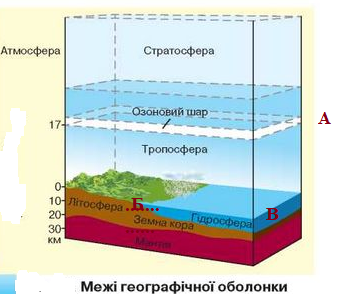 Атмосфера
Стратосфера
Озоновий шар
А
17
Тропосфера
0
Літосфера
Б
10
В
Гідросфера
20
Земна кора
30
Мантія
км
Межі географічної оболонки